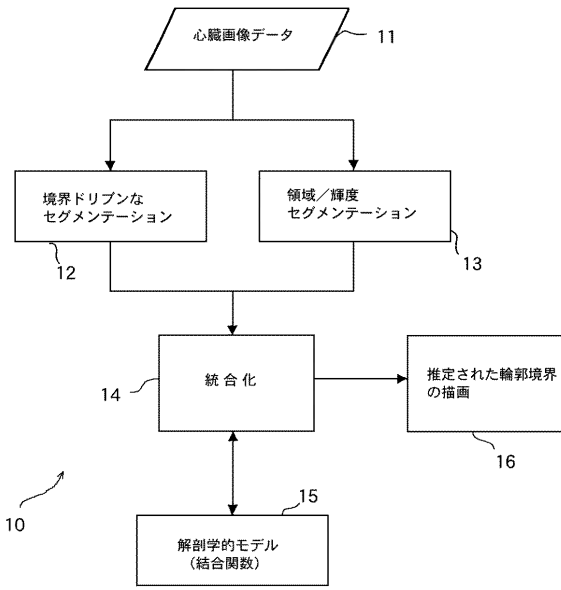 心臓画像データ
11
境界ドリブンな
セグメンテーション
12
領域／輝度
セグメンテーション
13
統合化
14
推定された輪郭境界
の描画
16
10
15
解剖学的モデル
（結合関数）